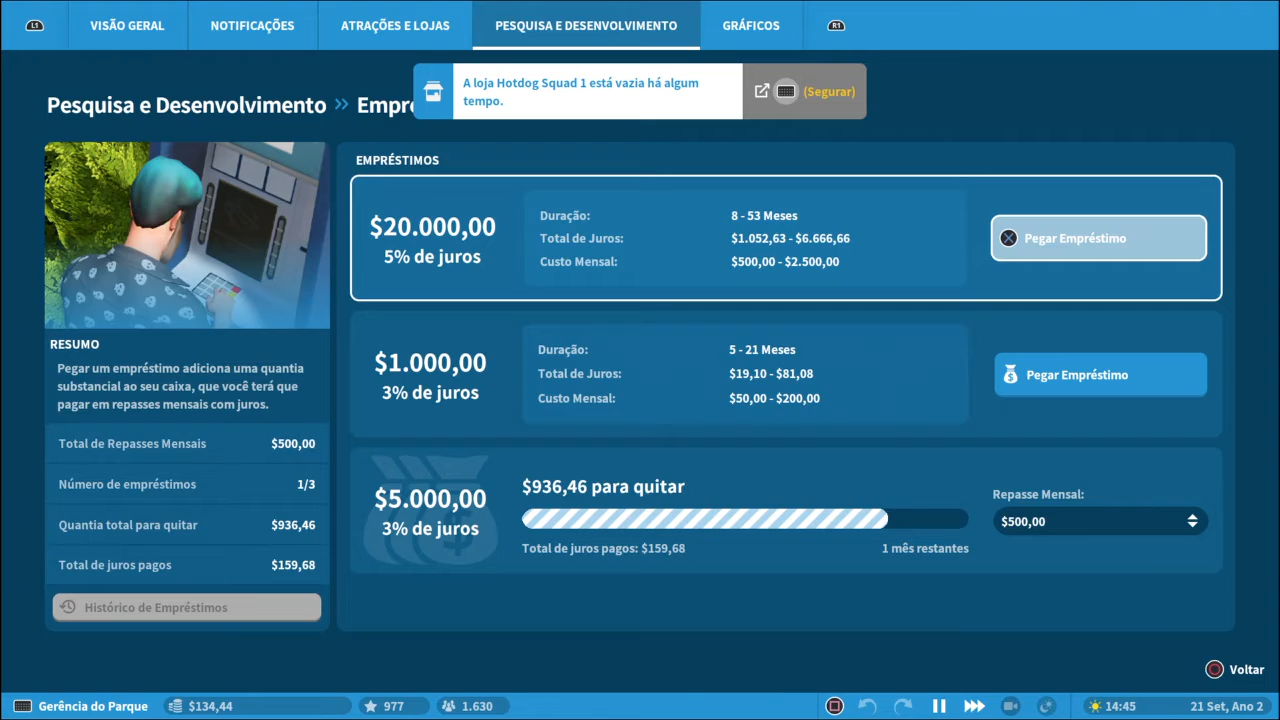 L1
VISÃO GERAL
NOTIFICAÇÕES
ATRAÇÕES E LOJAS
PESQUISA E DESENVOLVIMENTO
GRÁFICOS
R1
A loja Hotdog Squad 1 está vazia há algum
tempo.
(Segurar)
Pesquisa e Desenvolvimento » Empré
EMPRÉSTIMOS
$20.000,00
5% de juros
Duração: 8 - 53 Meses
Total de Juros: $1.052,63 - $6.666,66
Custo Mensal: $500,00 - $2.500,00
Pegar Empréstimo
$1.000,00
3% de juros
Duração: 5 - 21 Meses
Total de Juros: $19,10 - $81,08
Custo Mensal: $50,00 - $200,00
Pegar Empréstimo
$5.000,00
3% de juros
$936,46 para quitar
Total de juros pagos: $159,68
1 mês restantes
Repasse Mensal:
$500,00
RESUMO
Pegar um empréstimo adiciona uma quantia
substancial ao seu caixa, que você terá que
pagar em repasses mensais com juros.
Total de Repasses Mensais $500,00
Número de empréstimos 1/3
Quantia total para quitar $936,46
Total de juros pagos $159,68
Histórico de Empréstimos
Voltar
Gerência do Parque
$134,44
977
1.630
14:45
21 Set, Ano 2